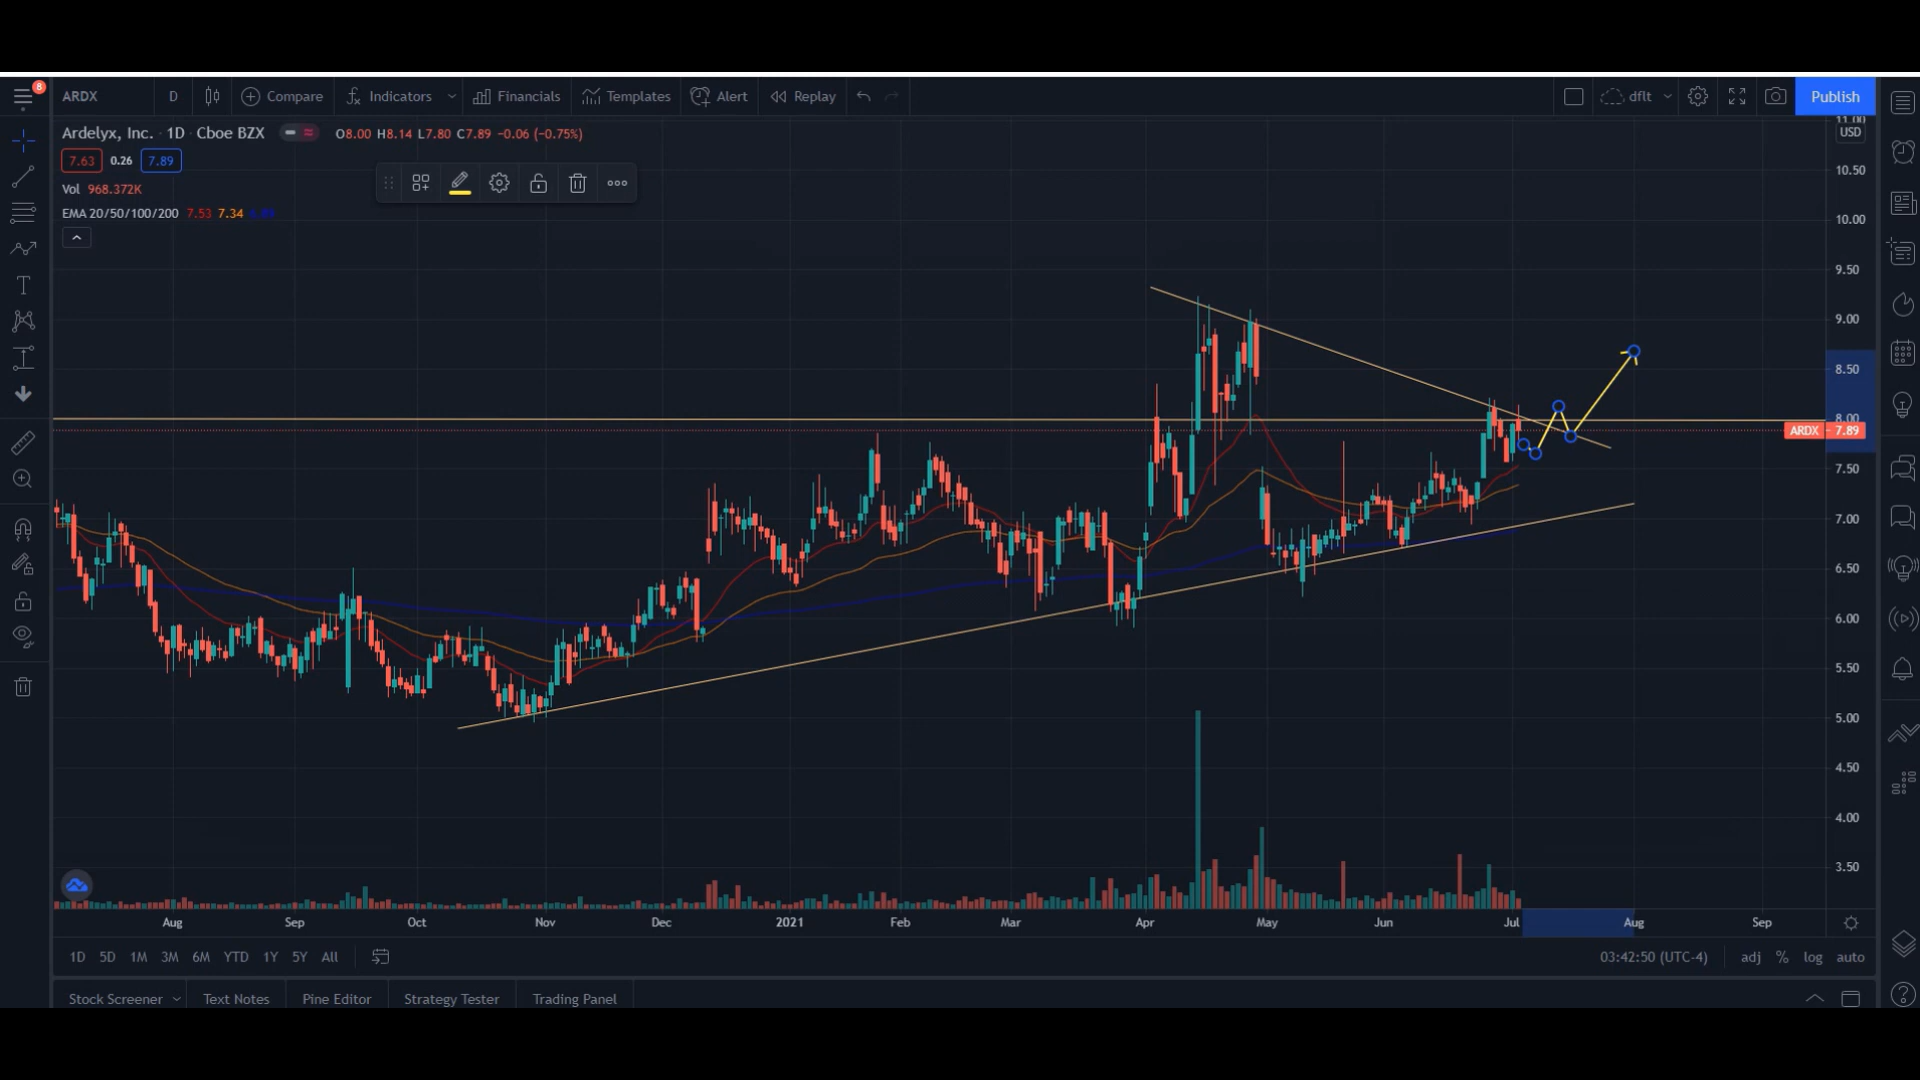 8
ARDX D Compare Indicators Financials Templates Alert Replay dflt Publish
Ardelyx, Inc. · 1D · Cboe BZX O8.00 H8.14 L7.80 C7.89 −0.06 (−0.75%)
7.63 0.26 7.89
Vol 968.372K
EMA 20/50/100/200 7.53 7.34
11.00
USD
10.50
10.00
9.50
9.00
8.50
8.00
ARDX 7.89
7.50
7.00
6.50
6.00
5.50
5.00
4.50
4.00
3.50
Aug Sep Oct Nov Dec 2021 Feb Mar Apr May Jun Jul Aug Sep
1D 5D 1M 3M 6M YTD 1Y 5Y All 03:42:50 (UTC-4) adj % log auto
Stock Screener Text Notes Pine Editor Strategy Tester Trading Panel